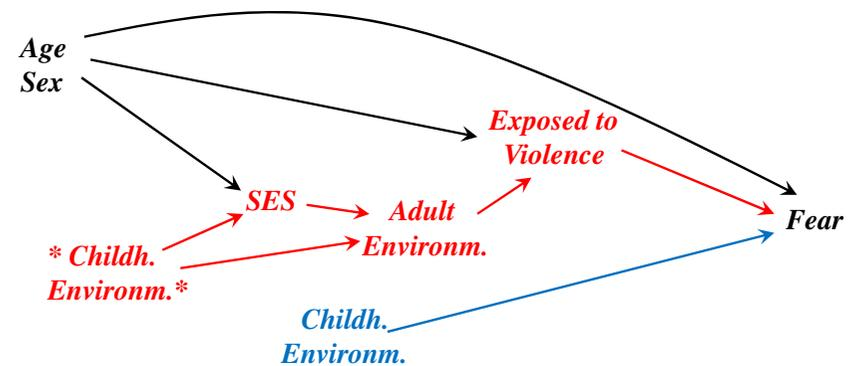 Age
Sex
Exposed to
Violence
SES
Adult
Environm.
Fear
* Childh.
Environm.*
Childh.
Environm.